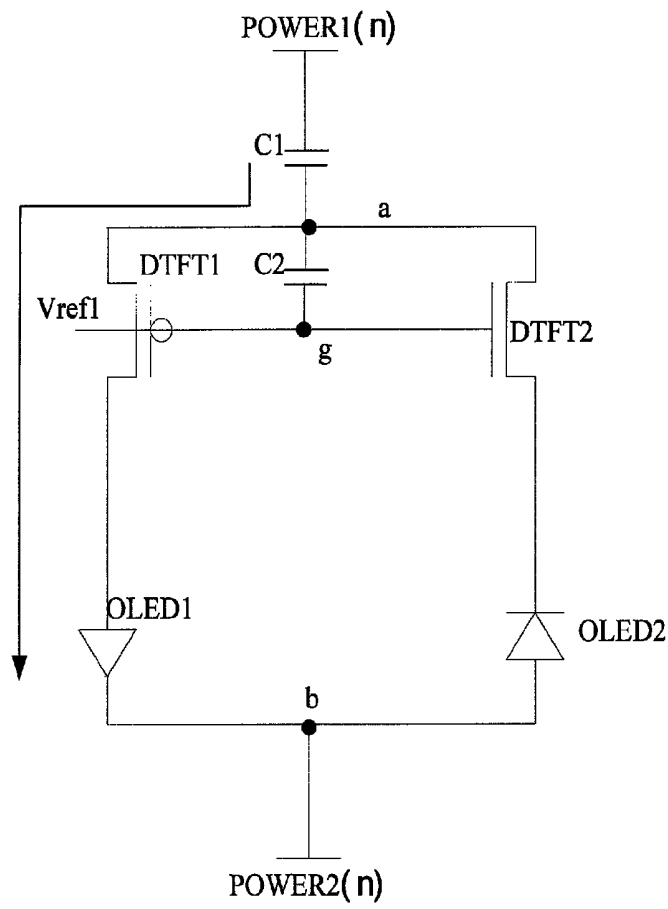 POWER1(n)
C1
a
DTFT1
C2
Vref1
DTFT2
g
OLED1
OLED2
b
POWER2(n)